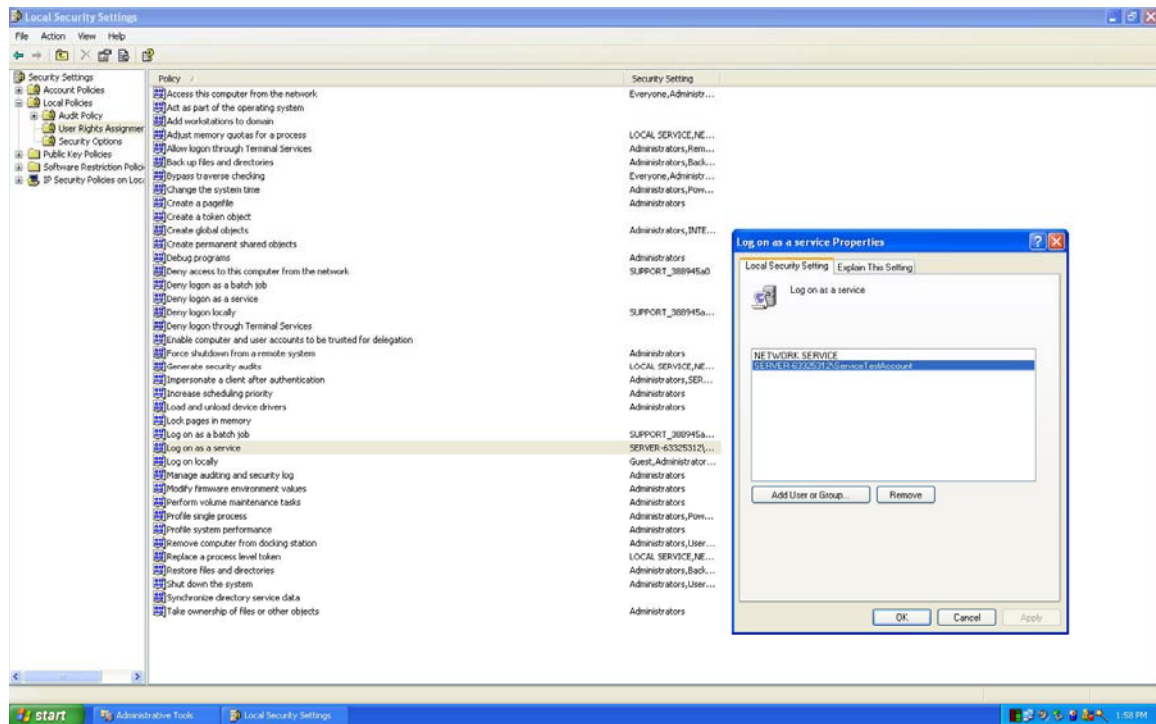 Local Security Settings
File Action View Help
Security Settings
Account Policies
Local Policies
Audit Policy
User Rights Assignmer
Security Options
Public Key Policies
Software Restriction Polici
IP Security Policies on Loca
Policy Security Setting
Access this computer from the network Everyone,Administr...
Act as part of the operating system
Add workstations to domain
Adjust memory quotas for a process LOCAL SERVICE,NE...
Allow logon through Terminal Services Administrators,Rem...
Back up files and directories Administrators,Back...
Bypass traverse checking Everyone,Administr...
Change the system time Administrators,Pow...
Create a pagefile Administrators
Create a token object
Create global objects Administrators,INTE...
Create permanent shared objects
Debug programs Administrators
Deny access to this computer from the network SUPPORT_388945a0
Deny logon as a batch job
Deny logon as a service
Deny logon locally SUPPORT_388945a...
Deny logon through Terminal Services
Enable computer and user accounts to be trusted for delegation
Force shutdown from a remote system Administrators
Generate security audits LOCAL SERVICE,NE...
Impersonate a client after authentication Administrators,SER...
Increase scheduling priority Administrators
Load and unload device drivers Administrators
Lock pages in memory
Log on as a batch job SUPPORT_388945a...
Log on as a service SERVER-63325312\...
Log on locally Guest,Administrator...
Manage auditing and security log Administrators
Modify firmware environment values Administrators
Perform volume maintenance tasks Administrators
Profile single process Administrators,Pow...
Profile system performance Administrators
Remove computer from docking station Administrators,User...
Replace a process level token LOCAL SERVICE,NE...
Restore files and directories Administrators,Back...
Shut down the system Administrators,User...
Synchronize directory service data
Take ownership of files or other objects Administrators
Log on as a service Properties
Local Security Setting Explain This Setting
Log on as a service
NETWORK SERVICE
SERVER-63325312\ServiceTestAccount
Add User or Group... Remove
OK Cancel Apply
start Administrative Tools Local Security Settings 1:58 PM